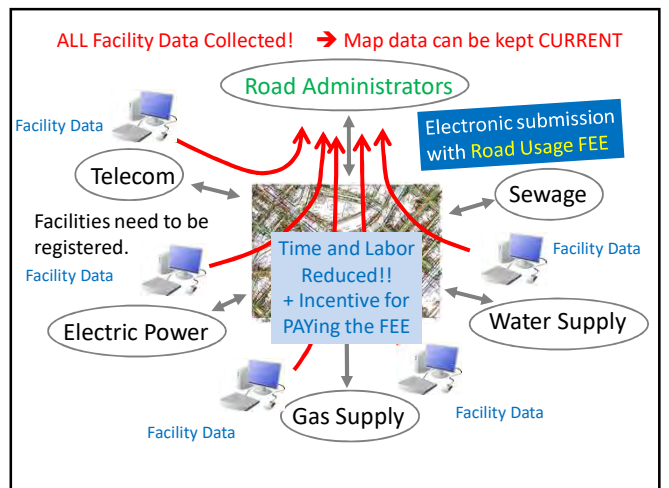 ALL Facility Data Collected! ➔ Map data can be kept CURRENT
Road Administrators
Facility Data
Electronic submission
with Road Usage FEE
Telecom
Sewage
Facilities need to be
registered.
Time and Labor
Reduced!!
+ Incentive for
PAYing the FEE
Facility Data
Facility Data
Electric Power
Water Supply
Gas Supply
Facility Data
Facility Data